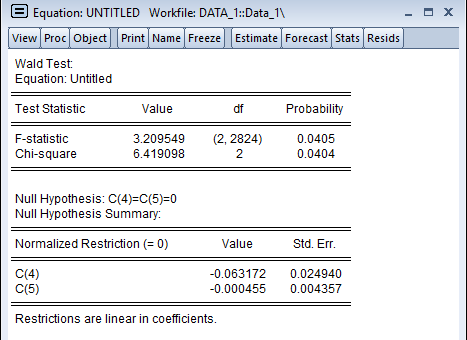 Equation: UNTITLED Workfile: DATA_1::Data_1\
View Proc Object Print Name Freeze Estimate Forecast Stats Resids
Wald Test:
Equation: Untitled
Test Statistic Value df Probability
F-statistic 3.209549 (2, 2824) 0.0405
Chi-square 6.419098 2 0.0404
Null Hypothesis: C(4)=C(5)=0
Null Hypothesis Summary:
Normalized Restriction (= 0) Value Std. Err.
C(4) -0.063172 0.024940
C(5) -0.000455 0.004357
Restrictions are linear in coefficients.